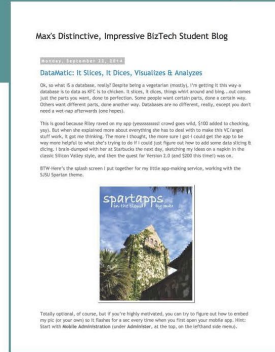 Max's Distinctive, Impressive BizTech Student Blog
Monday, September 22, 2014
DataMatic: It Slices, It Dices, Visualizes & Analyzes
Ok, so what IS a database, really? Despite being a vegetarian (mostly), I'm getting it this way a
database is to data as KFC is to chicken. It slices, it dices, things whirl around and bing...out comes
just the parts you want, done to perfection. Some people want certain parts, done a certain way.
Others want different parts, done another way. Databases are no different, really, except you don't
need a wet-nap afterwards (one hopes).
This is good because Riley roved on my app (yessssssss! crowd goes wild, $100 added to checking,
yay). But when she explained more about everything she has to deal with to make this VC/angel
stuff work, it got me thinking. The more I thought, the more sure I got I could get the app to be
way more helpful to what she's trying to do if I could just figure out how to add some data slicing &
dicing. I brain-dumped with her at Starbucks the next day, sketching my ideas on a napkin in the
classic Silicon Valley style, and then the quest for Version 2.0 (and $200 this time!) was on.
BTW-Here's the splash screen I put together for my little app-making service, working with the
SJSU Spartan theme.
spartapps
Totally optional, of course, but if you're highly motivated, you can try to figure out how to embed
my pic (or your own) so it flashes for a sec every time when you first open your mobile app. Hint:
Start with Mobile Administration (under Administer, at the top, on the lefthand side menu).